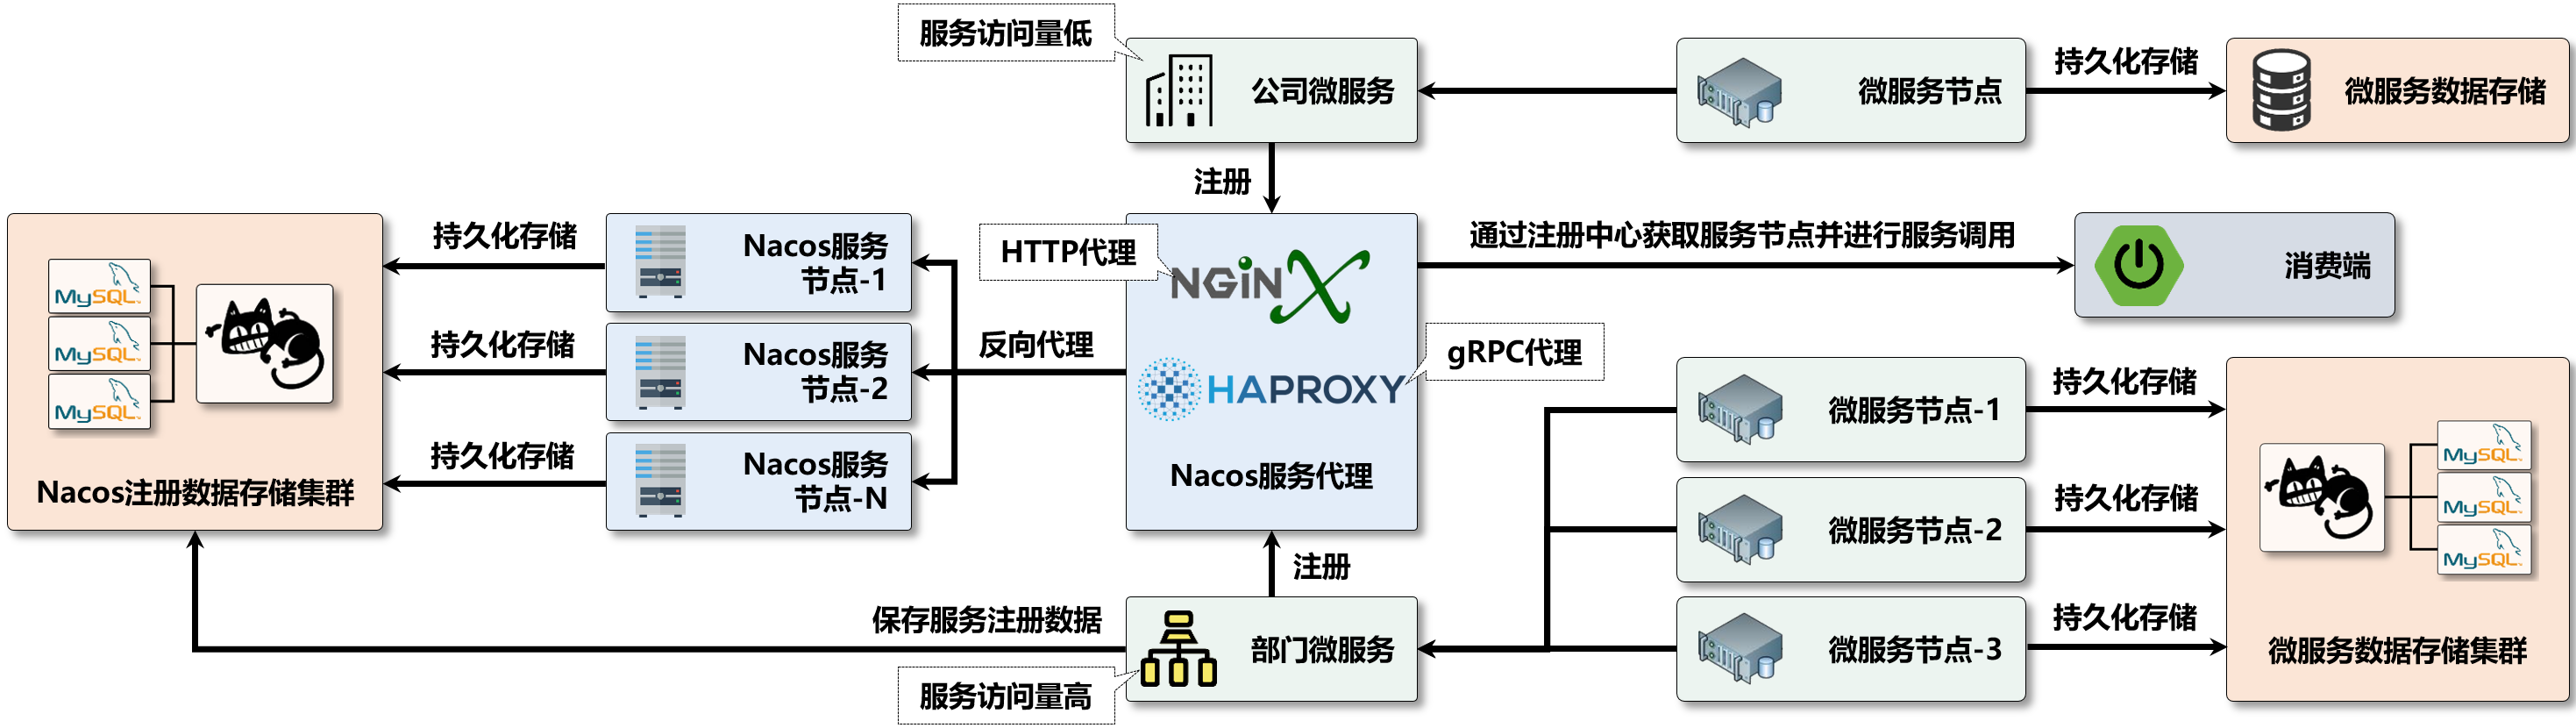 服务访问量低
公司微服务
微服务节点
持久化存储
微服务数据存储
注册
持久化存储
Nacos服务
节点-1
HTTP代理
NGiNX
通过注册中心获取服务节点并进行服务调用
消费端
MySQL
MySQL
MySQL
Nacos注册数据存储集群
持久化存储
Nacos服务
节点-2
反向代理
HAPROXY
gRPC代理
Nacos服务代理
持久化存储
Nacos服务
节点-N
微服务节点-1
持久化存储
微服务节点-2
持久化存储
微服务节点-3
持久化存储
MySQL
MySQL
MySQL
微服务数据存储集群
注册
保存服务注册数据
部门微服务
服务访问量高